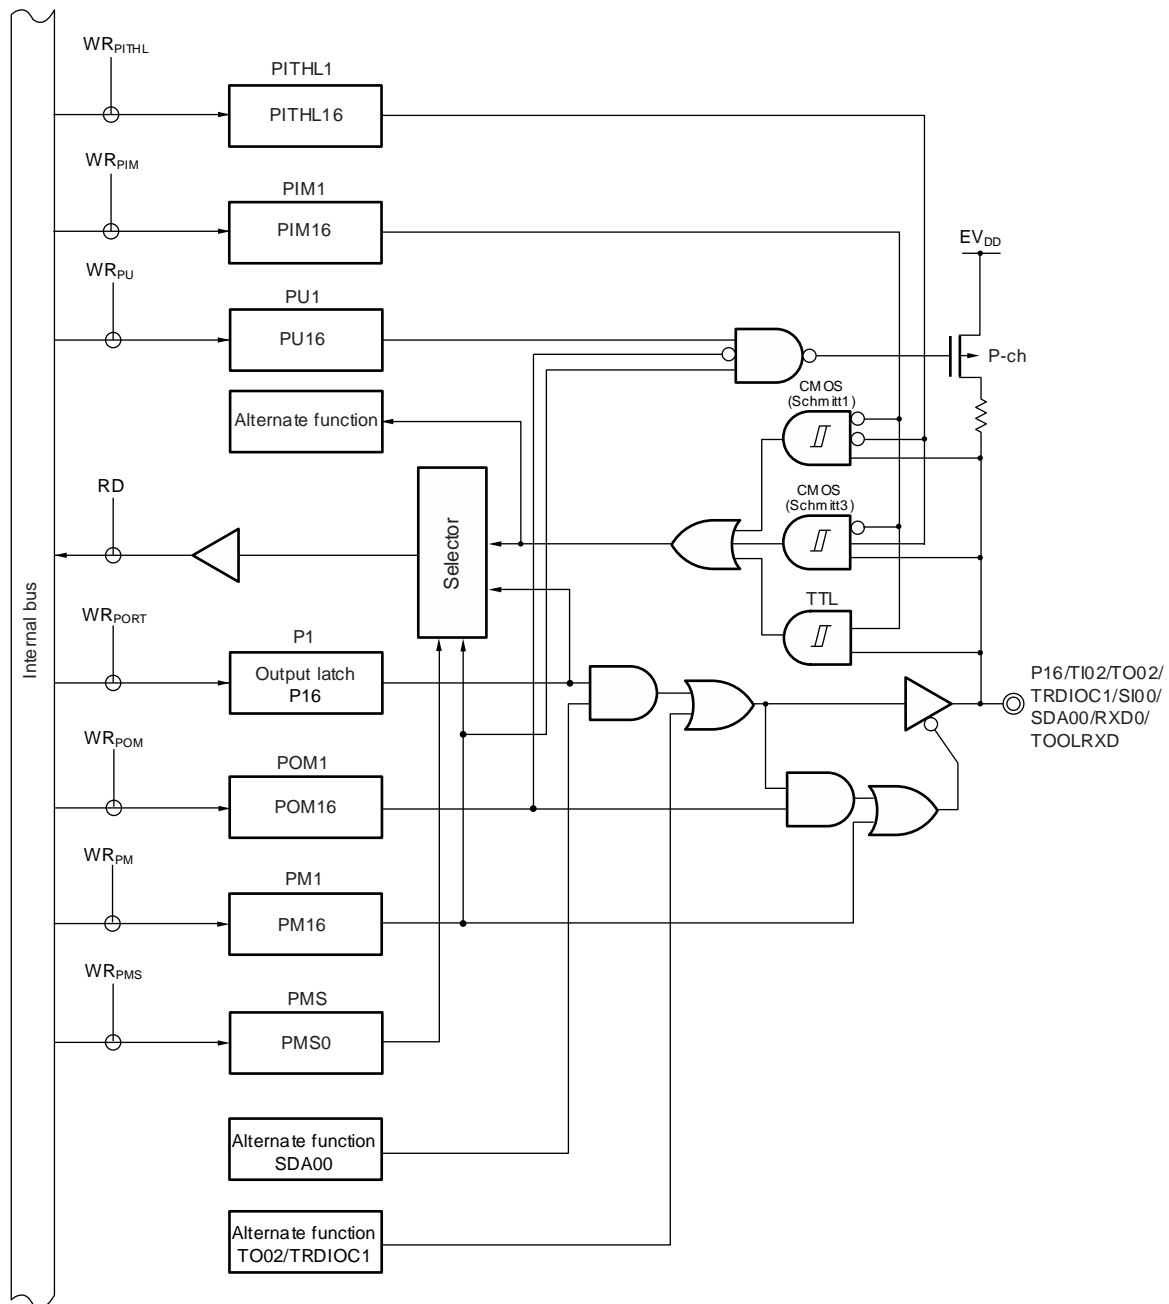 WRPITHL
PITHL1
PITHL16
WRPIM
PIM1
PIM16
WRPU
PU1
PU16
EVDD
P-ch
Alternate function
CMOS
(Schmitt1)
RD
Selector
CMOS
(Schmitt3)
TTL
Internal bus
WRPORT
P1
Output latch
P16
P16/TI02/TO02/
TRDIOC1/SI00/
SDA00/RXD0/
TOOLRXD
WRPOM
POM1
POM16
WRPM
PM1
PM16
WRPMS
PMS
PMS0
Alternate function
SDA00
Alternate function
TO02/TRDIOC1